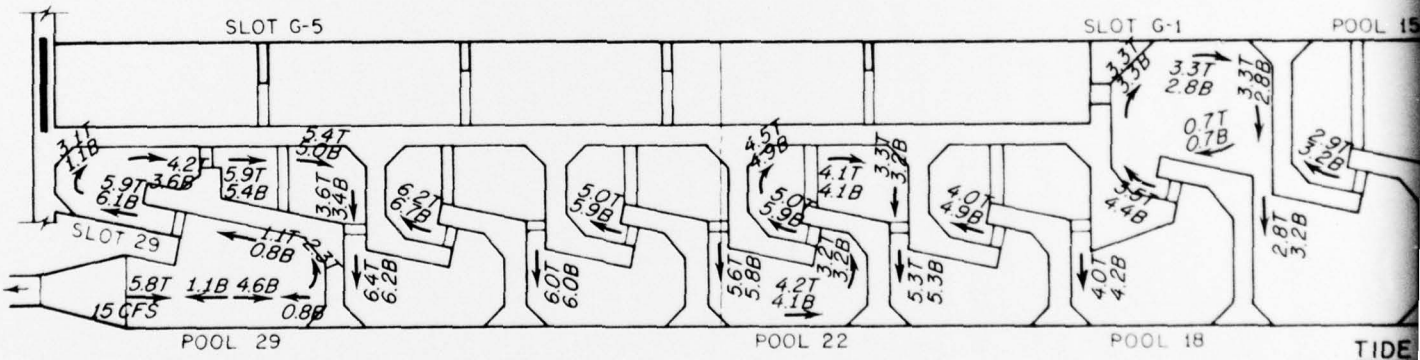 SLOT G-5
SLOT G-1
POOL 15
3.1T
1.1B
4.2
3.6B
5.9T
5.4B
5.4T
5.0B
5.9T
6.1B
3.6T
3.4B
6.2T
6.7B
5.0T
5.9B
4.5T
4.9B
4.1T
4.1B
3.3T
3.2B
5.0T
5.9B
4.0T
4.9B
3.3T
3.3B
3.3T
2.8B
3.3T
2.8B
0.7T
0.7B
3.5T
4.4B
2.9T
3.2B
SLOT 29
1.1T
0.8B
2.3T
5.8T
1.1B
4.6B
0.8B
15 CFS
6.4T
6.2B
6.0T
6.0B
5.6T
5.8B
4.2T
4.1B
3.2
3.2B
5.3T
5.3B
4.0T
4.2B
2.8T
3.2B
POOL 29
POOL 22
POOL 18
TIDE